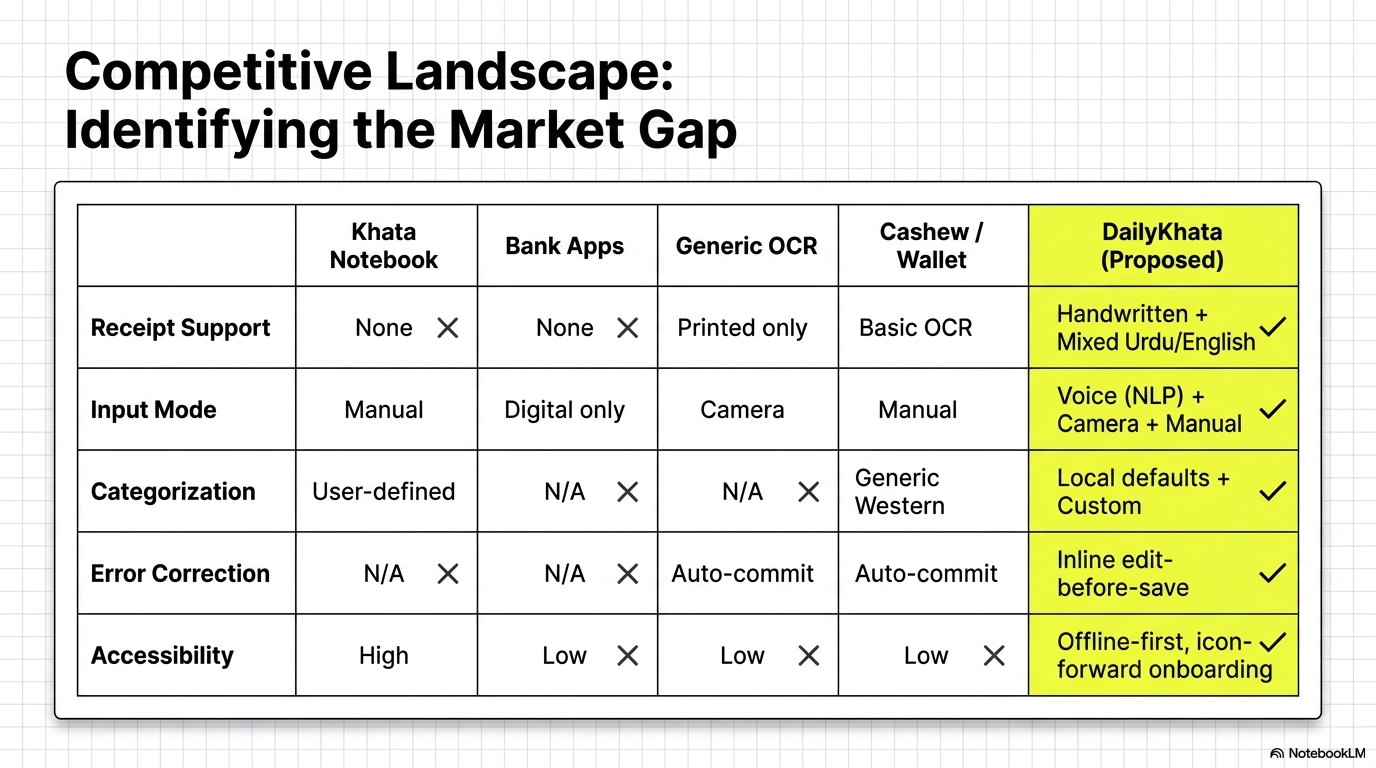 Competitive Landscape:
Identifying the Market Gap
Khata
Notebook
Bank Apps
Generic OCR
Cashew /
Wallet
DailyKhata
(Proposed)
Receipt Support
None
None
Printed only
Basic OCR
Handwritten +
Mixed Urdu/English
Input Mode
Manual
Digital only
Camera
Manual
Voice (NLP) +
Camera + Manual
Categorization
User-defined
N/A
N/A
Generic
Western
Local defaults +
Custom
Error Correction
N/A
N/A
Auto-commit
Auto-commit
Inline edit-
before-save
Accessibility
High
Low
Low
Low
Offline-first, icon-
forward onboarding
NotebookLM